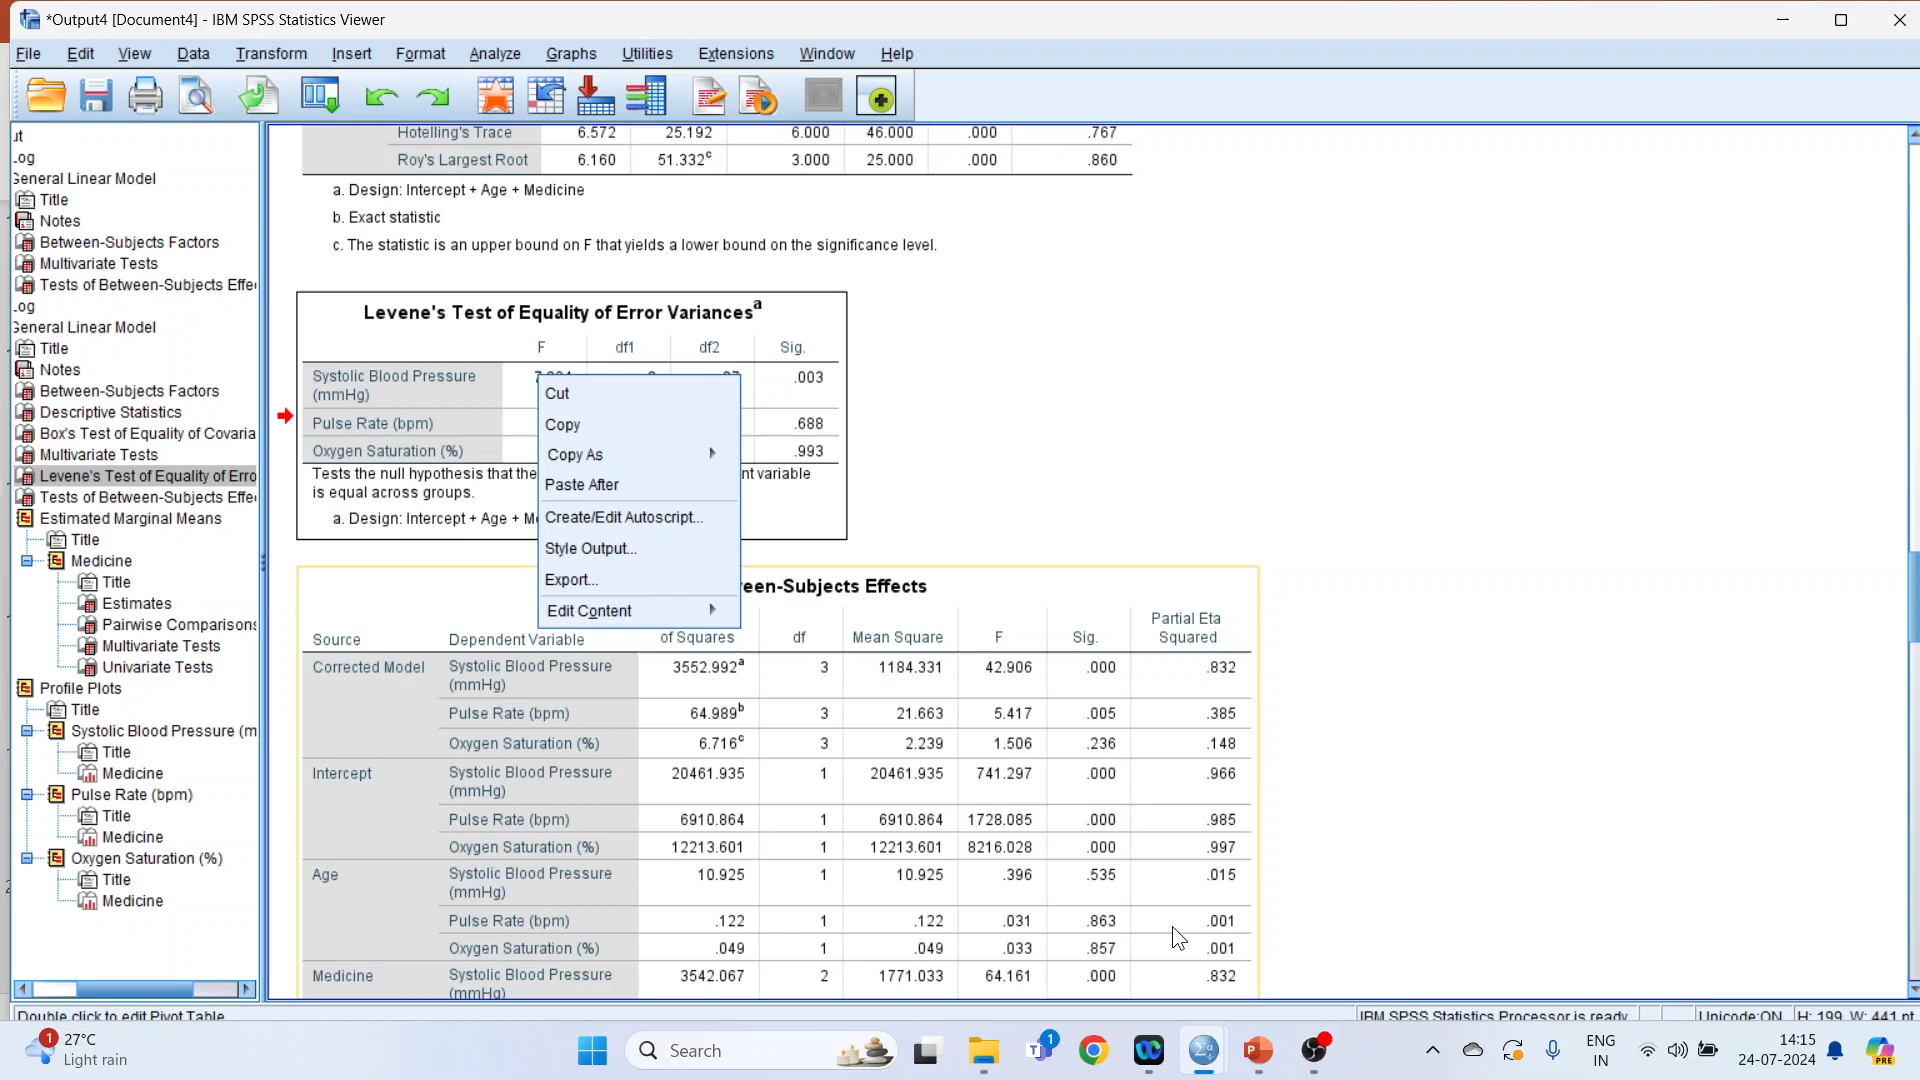 *Output4 [Document4] - IBM SPSS Statistics Viewer
File Edit View Data Transform Insert Format Analyze Graphs Utilities Extensions Window Help
Hotelling's Trace 6.572 25.192 6.000 46.000 .000 .767
Roy's Largest Root 6.160 51.332c 3.000 25.000 .000 .860
a. Design: Intercept + Age + Medicine
b. Exact statistic
c. The statistic is an upper bound on F that yields a lower bound on the significance level.
Log
General Linear Model
Title
Notes
Between-Subjects Factors
Multivariate Tests
Tests of Between-Subjects Effe
Log
General Linear Model
Title
Notes
Between-Subjects Factors
Descriptive Statistics
Box's Test of Equality of Covaria
Multivariate Tests
Levene's Test of Equality of Erro
Tests of Between-Subjects Effe
Estimated Marginal Means
Title
Medicine
Title
Estimates
Pairwise Comparisons
Multivariate Tests
Univariate Tests
Profile Plots
Title
Systolic Blood Pressure (m
Title
Medicine
Pulse Rate (bpm)
Title
Medicine
Oxygen Saturation (%)
Title
Medicine
Levene's Test of Equality of Error Variancesa
F df1 df2 Sig.
Systolic Blood Pressure
(mmHg) .003
Pulse Rate (bpm) .688
Oxygen Saturation (%) .993
Tests the null hypothesis that the nt variable
is equal across groups.
a. Design: Intercept + Age + M
Cut
Copy
Copy As
Paste After
Create/Edit Autoscript...
Style Output...
Export...
Edit Content
een-Subjects Effects
Source Dependent Variable of Squares df Mean Square F Sig. Partial Eta
Squared
Corrected Model Systolic Blood Pressure
(mmHg) 3552.992a 3 1184.331 42.906 .000 .832
Pulse Rate (bpm) 64.989b 3 21.663 5.417 .005 .385
Oxygen Saturation (%) 6.716c 3 2.239 1.506 .236 .148
Intercept Systolic Blood Pressure
(mmHg) 20461.935 1 20461.935 741.297 .000 .966
Pulse Rate (bpm) 6910.864 1 6910.864 1728.085 .000 .985
Oxygen Saturation (%) 12213.601 1 12213.601 8216.028 .000 .997
Age Systolic Blood Pressure
(mmHg) 10.925 1 10.925 .396 .535 .015
Pulse Rate (bpm) .122 1 .122 .031 .863 .001
Oxygen Saturation (%) .049 1 .049 .033 .857 .001
Medicine Systolic Blood Pressure
(mmHg) 3542.067 2 1771.033 64.161 .000 .832
Double click to edit Pivot Table
IBM SPSS Statistics Processor is ready
Unicode:ON
H: 199, W: 441 pt
1
27°C
Light rain
Search
1
ENG
IN
14:15
24-07-2024
PRE